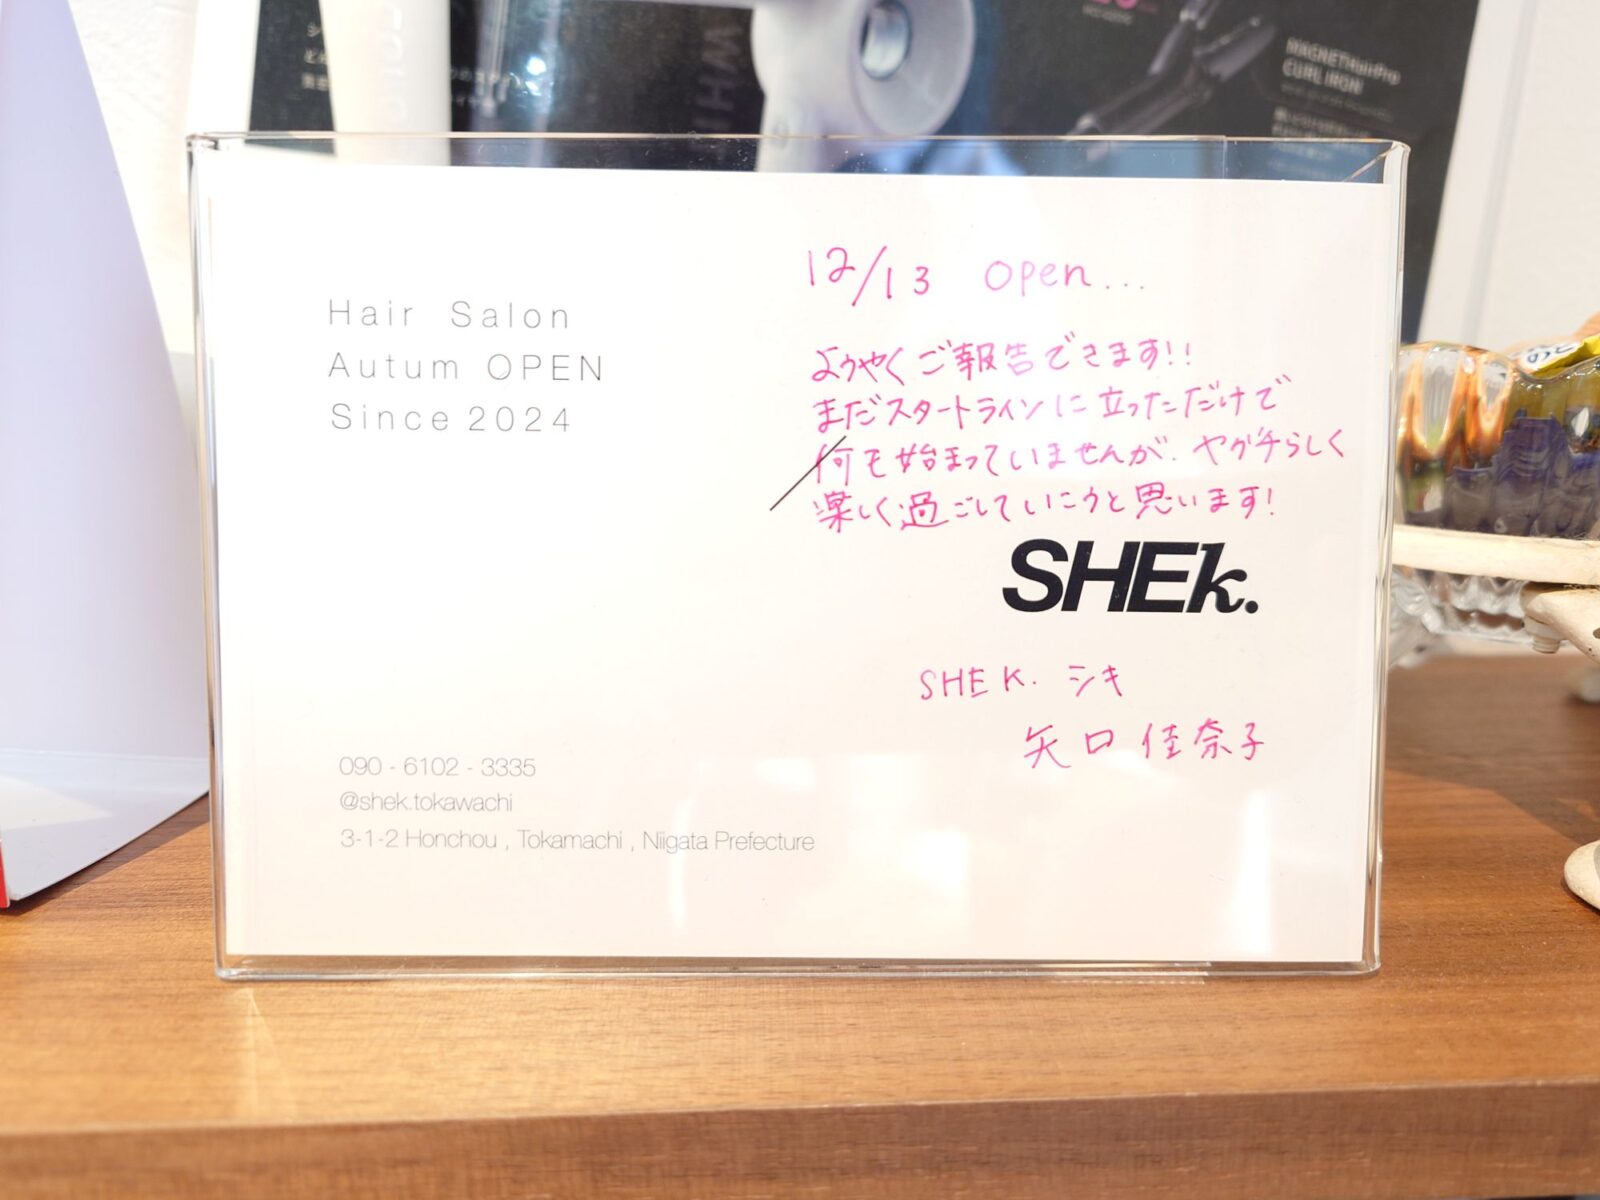 MAGNETHairPro
CURL IRON
Hair Salon
Autum OPEN
Since 2024
12/13 open...
ようやくご報告できます!!
まだスタートラインに立っただけで
何も始まっていませんが、ヤグチらしく
楽しく過ごしていこうと思います!
SHEk.
SHEK. シキ
矢口 佳奈子
090 - 6102 - 3335
@shek.tokawachi
3-1-2 Honchou , Tokamachi , Niigata Prefecture